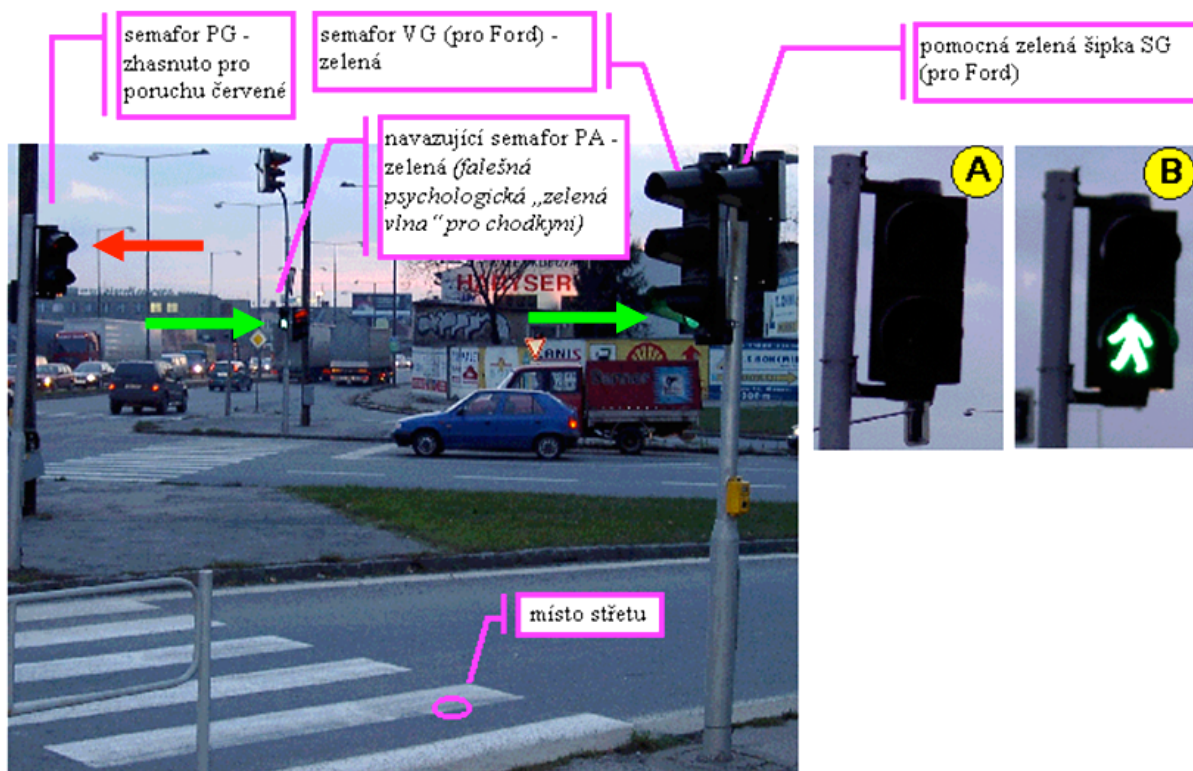 semafor PG -
zhasnuto pro
poruchu červené
semafor VG (pro Ford) -
zelená
pomocná zelená šipka SG
(pro Ford)
navazující semafor PA -
zelená (falešná
psychologická „zelená
vlna“ pro chodkyni)
A
B
místo střetu